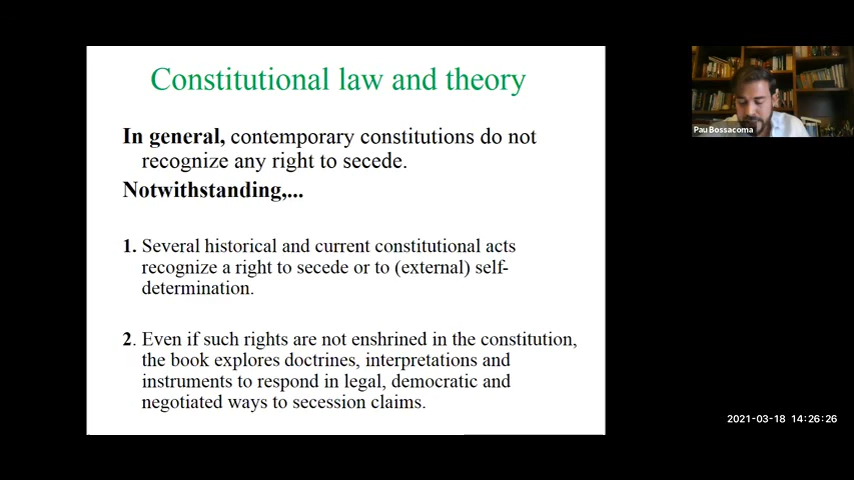 Constitutional law and theory
In general, contemporary constitutions do not
recognize any right to secede.
Notwithstanding,...
1. Several historical and current constitutional acts
recognize a right to secede or to (external) self-
determination.
2. Even if such rights are not enshrined in the constitution,
the book explores doctrines, interpretations and
instruments to respond in legal, democratic and
negotiated ways to secession claims.
Pau Bossacoma
2021-03-18 14:26:26